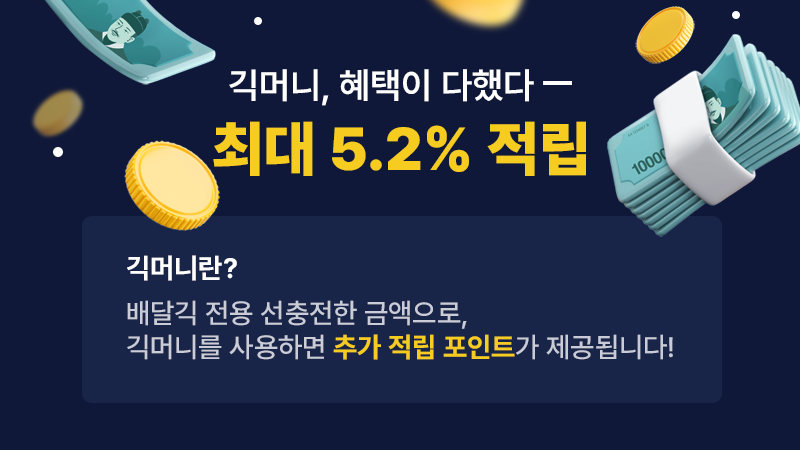 긱머니, 혜택이 다했다 ー
최대 5.2% 적립
10000
긱머니란?
배달긱 전용 선충전한 금액으로,
긱머니를 사용하면 추가 적립 포인트가 제공됩니다!